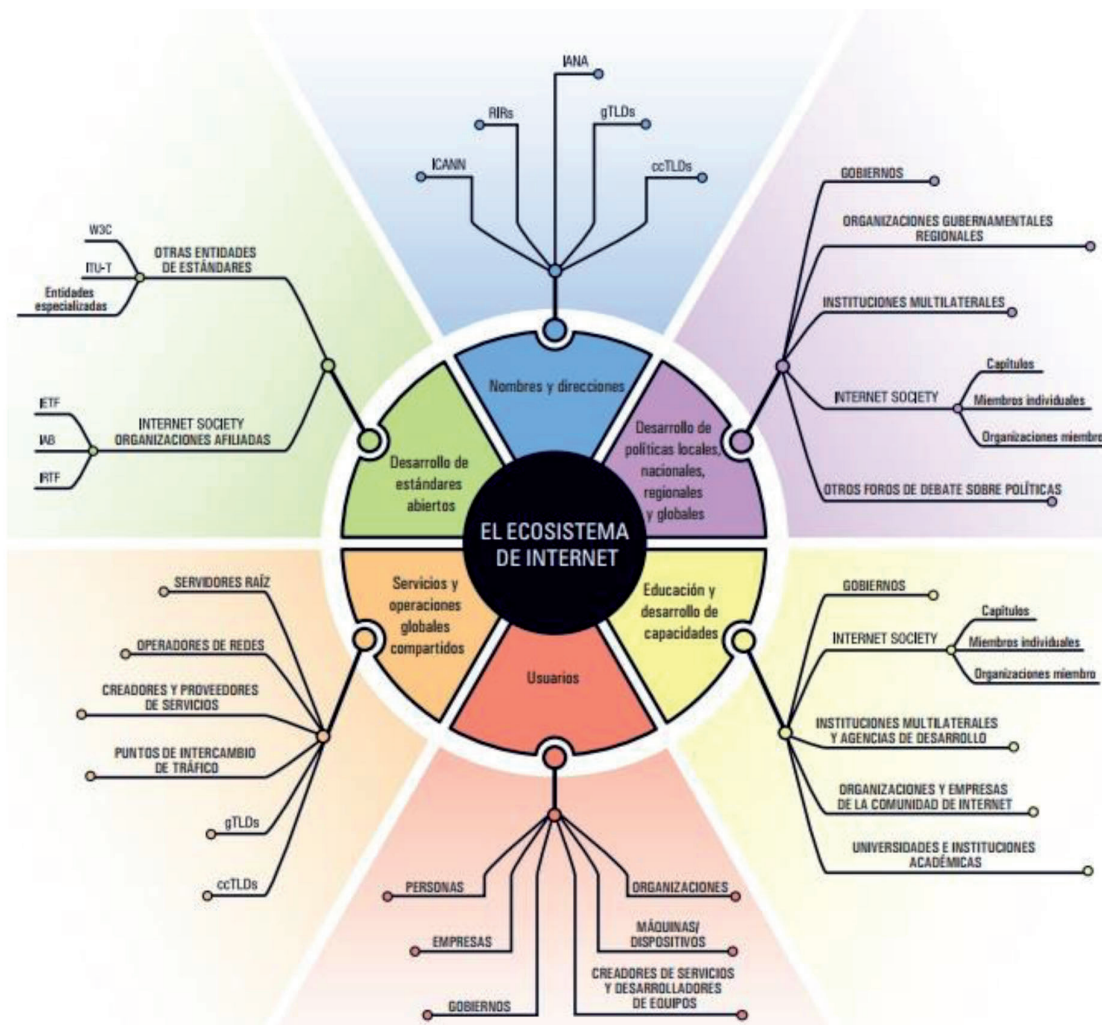 IANA
RIRs
gTLDs
ICANN
ccTLDs
Nombres y direcciones
GOBIERNOS
ORGANIZACIONES GUBERNAMENTALES
REGIONALES
INSTITUCIONES MULTILATERALES
INTERNET SOCIETY
Capítulos
Miembros individuales
Organizaciones miembro
OTROS FOROS DE DEBATE SOBRE POLÍTICAS
Desarrollo de
políticas locales,
nacionales,
regionales
y globales
W3C
ITU-T
Entidades
especializadas
OTRAS ENTIDADES
DE ESTÁNDARES
IETF
IAB
IRTF
INTERNET SOCIETY
ORGANIZACIONES AFILIADAS
Desarrollo de
estándares
abiertos
EL ECOSISTEMA
DE INTERNET
Servicios y
operaciones
globales
compartidos
SERVIDORES RAÍZ
OPERADORES DE REDES
CREADORES Y PROVEEDORES
DE SERVICIOS
PUNTOS DE INTERCAMBIO
DE TRÁFICO
gTLDs
ccTLDs
Educación y
desarrollo de
capacidades
GOBIERNOS
INTERNET SOCIETY
Capítulos
Miembros individuales
Organizaciones miembro
INSTITUCIONES MULTILATERALES
Y AGENCIAS DE DESARROLLO
ORGANIZACIONES Y EMPRESAS
DE LA COMUNIDAD DE INTERNET
UNIVERSIDADES E INSTITUCIONES
ACADÉMICAS
Usuarios
PERSONAS
EMPRESAS
GOBIERNOS
ORGANIZACIONES
MÁQUINAS/
DISPOSITIVOS
CREADORES DE SERVICIOS
Y DESARROLLADORES
DE EQUIPOS